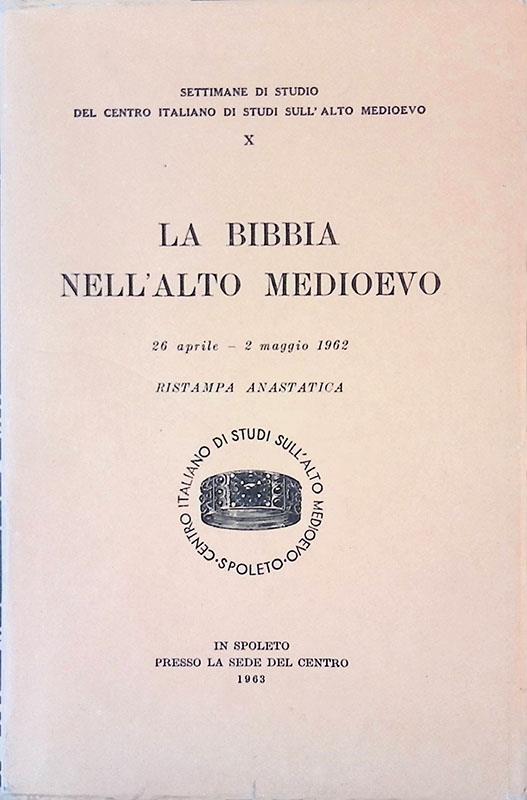 SETTIMANE DI STUDIO
DEL CENTRO ITALIANO DI STUDI SULL'ALTO MEDIOEVO
X
LA BIBBIA
NELL'ALTO MEDIOEVO
26 aprile – 2 maggio 1962
RISTAMPA ANASTATICA
CENTRO ITALIANO DI STUDI SULL'ALTO MEDIOEVO
·SPOLETO·
IN SPOLETO
PRESSO LA SEDE DEL CENTRO
1963